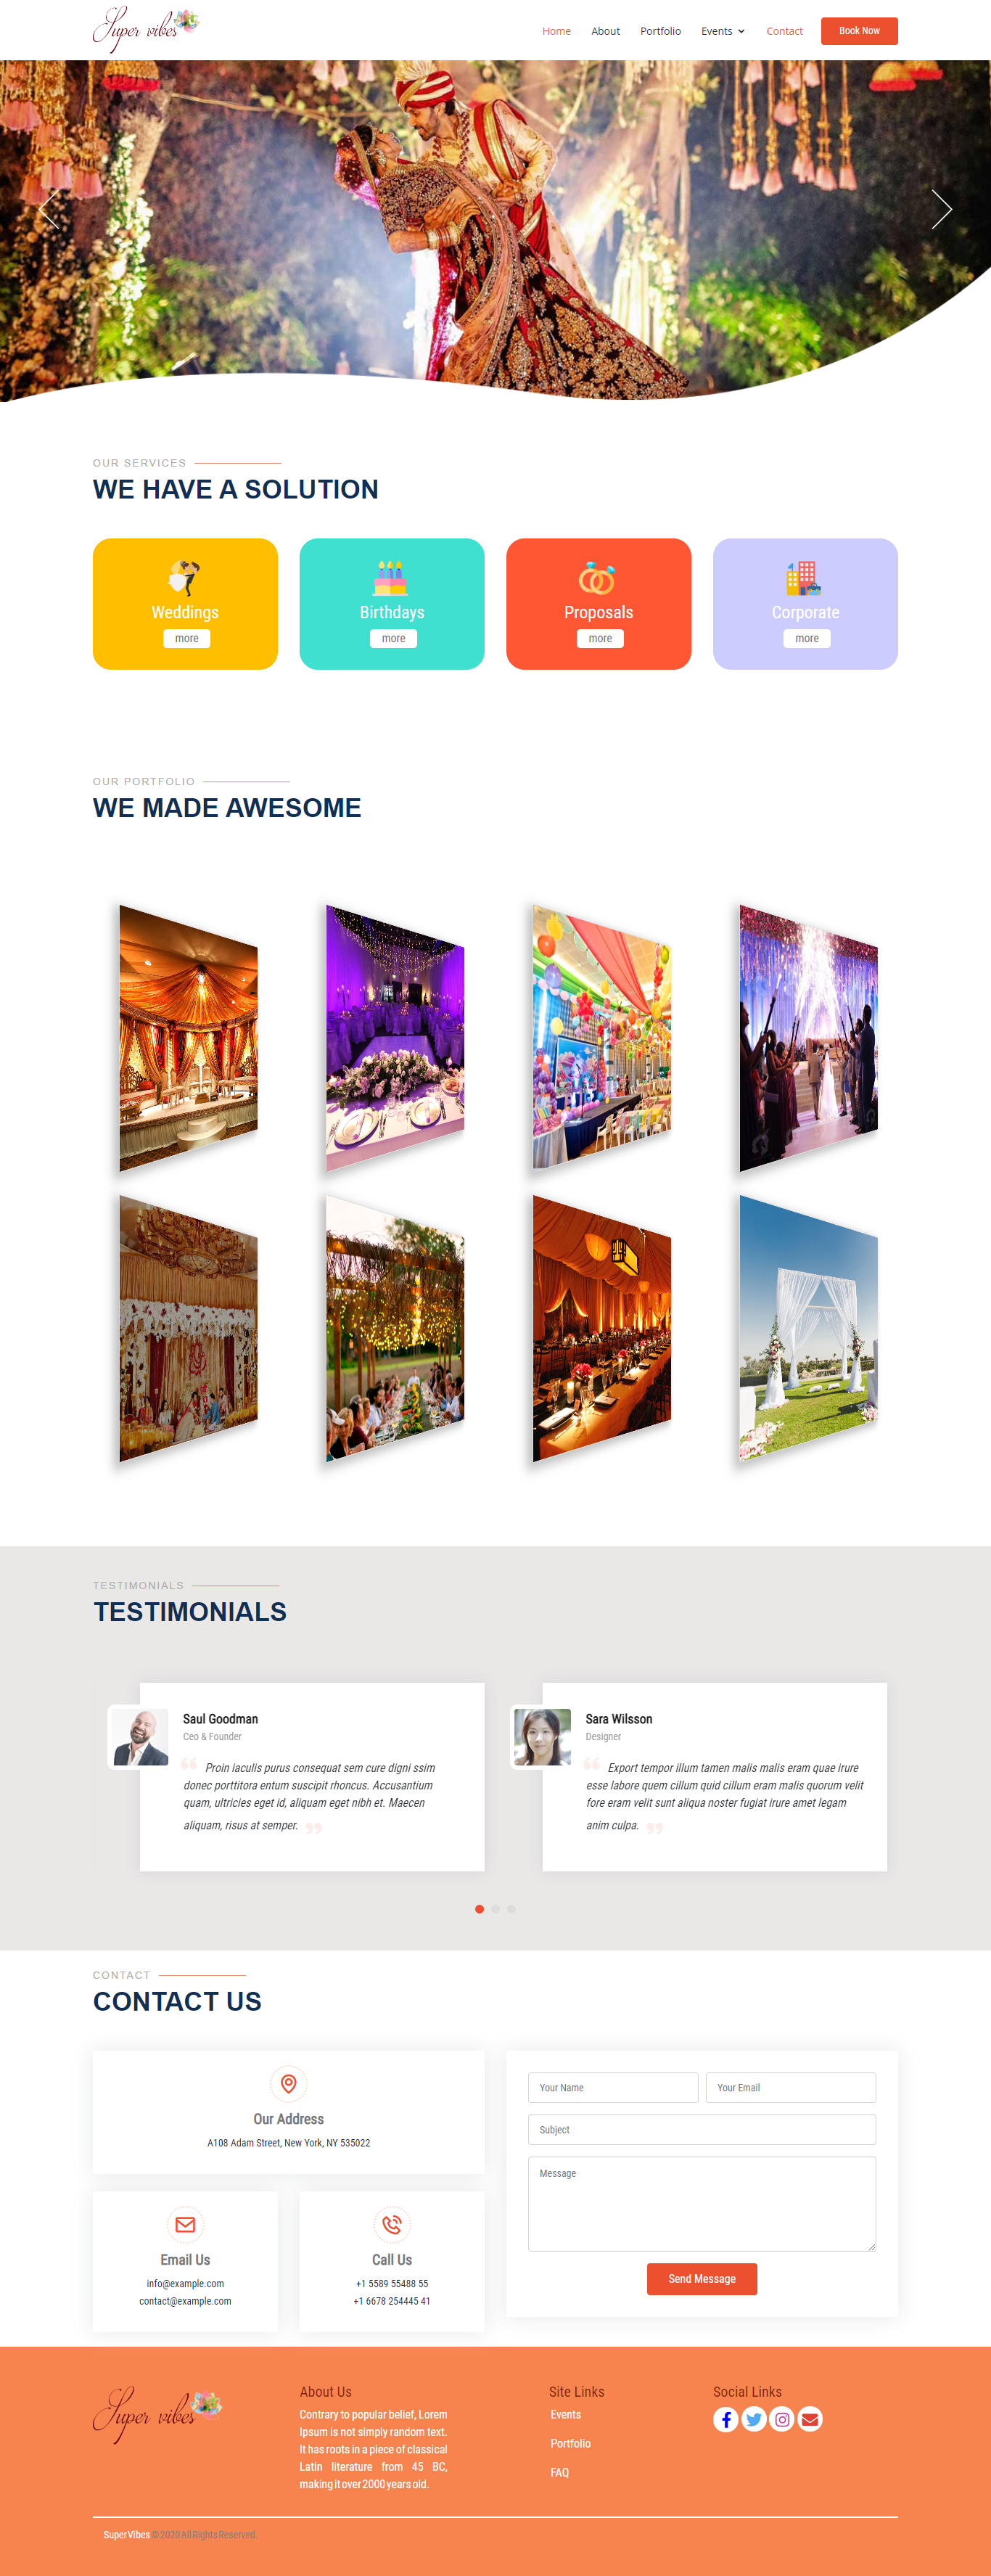 Super vibes
Home About Portfolio Events Contact Book Now
OUR SERVICES
WE HAVE A SOLUTION
Weddings
more
Birthdays
more
Proposals
more
Corporate
more
OUR PORTFOLIO
WE MADE AWESOME
TESTIMONIALS
TESTIMONIALS
Saul Goodman
Ceo & Founder
Proin iaculis purus consequat sem cure digni ssim
donec porttitora entum suscipit rhoncus. Accusantium
quam, ultricies eget id, aliquam eget nibh et. Maecen
aliquam, risus at semper.
Sara Wilsson
Designer
Export tempor illum tamen malis malis eram quae irure
esse labore quem cillum quid cillum eram malis quorum velit
fore eram velit sunt aliqua noster fugiat irure amet legam
anim culpa.
CONTACT
CONTACT US
Our Address
A108 Adam Street, New York, NY 535022
Email Us
info@example.com
contact@example.com
Call Us
+1 5589 55488 55
+1 6678 254445 41
Your Name
Your Email
Subject
Message
Send Message
Super vibes
About Us
Contrary to popular belief, Lorem
Ipsum is not simply random text.
It has roots in a piece of classical
Latin literature from 45 BC,
making it over 2000 years old.
Site Links
Events
Portfolio
FAQ
Social Links
Super Vibes © 2020 All Rights Reserved.